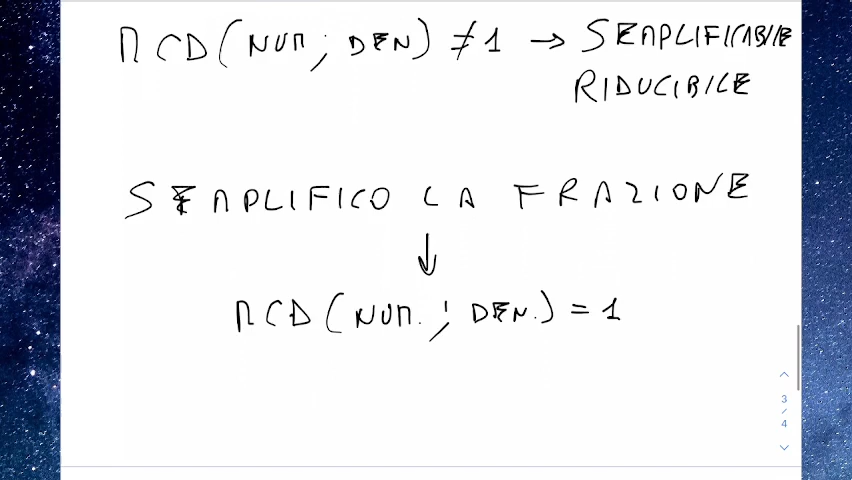 MCD (NUM ; DEN) ≠ 1 → SEMPLIFICABILE
RIDUCIBILE
SEMPLIFICO LA FRAZIONE
↓
MCD (NUM. ; DEN.) = 1
3
/
4